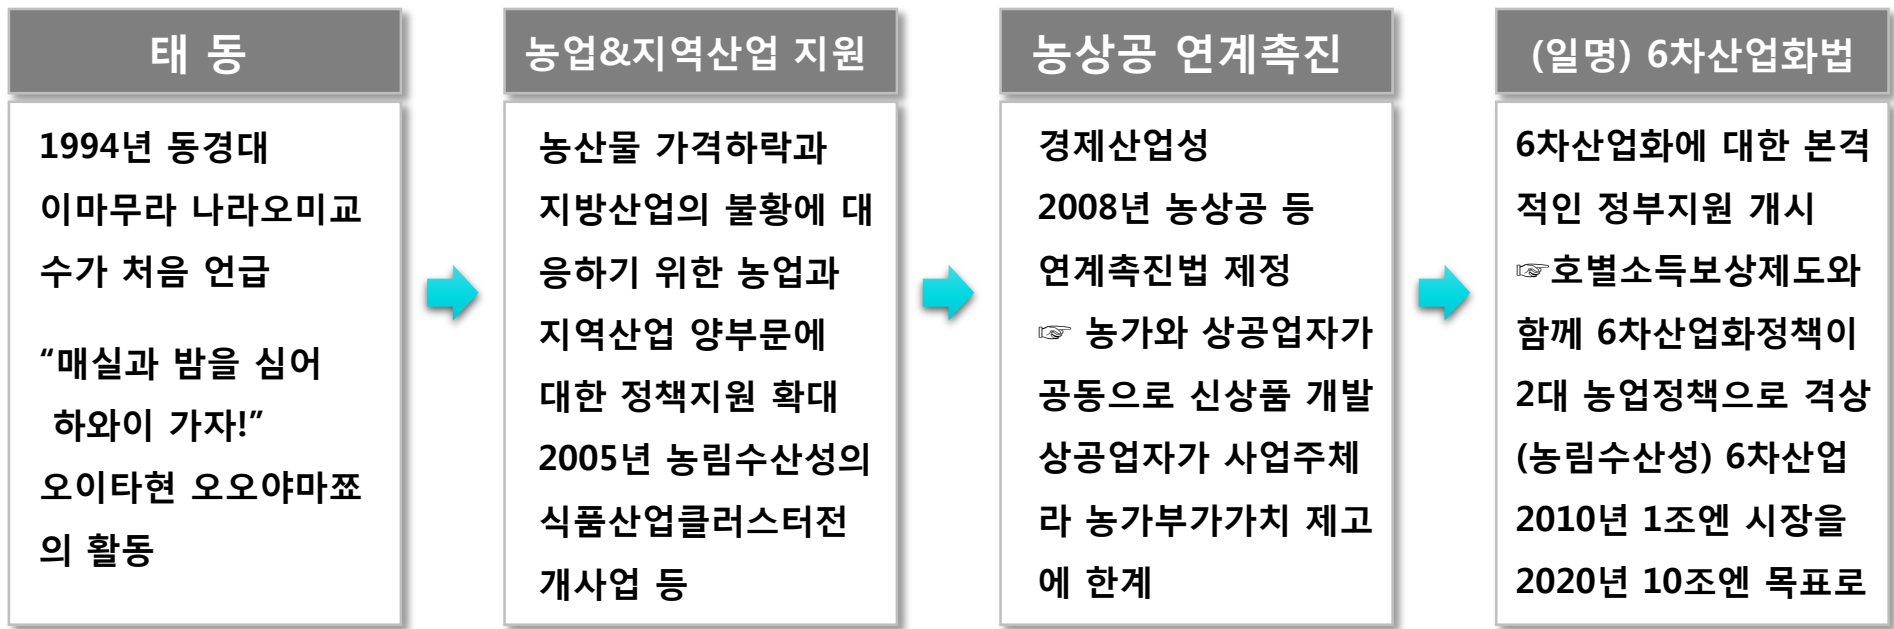 태 동
1994년 동경대
이마무라 나라오미교
수가 처음 언급
“매실과 밤을 심어
하와이 가자!”
오이타현 오오야마쬬
의 활동
농업&지역산업 지원
농산물 가격하락과
지방산업의 불황에 대
응하기 위한 농업과
지역산업 양부문에
대한 정책지원 확대
2005년 농림수산성의
식품산업클러스터전
개사업 등
농상공 연계촉진
경제산업성
2008년 농상공 등
연계촉진법 제정
☞ 농가와 상공업자가
공동으로 신상품 개발
상공업자가 사업주체
라 농가부가가치 제고
에 한계
(일명) 6차산업화법
6차산업화에 대한 본격
적인 정부지원 개시
☞호별소득보상제도와
함께 6차산업화정책이
2대 농업정책으로 격상
(농림수산성) 6차산업
2010년 1조엔 시장을
2020년 10조엔 목표로